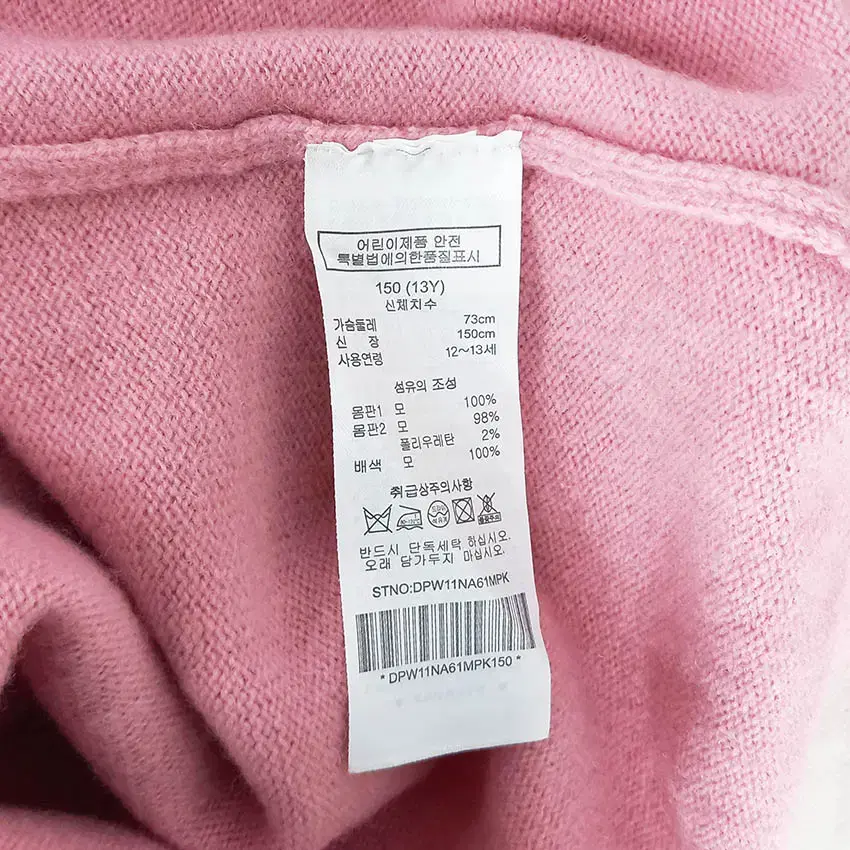 어린이제품 안전
특별법에의한품질표시
150 (13Y)
신체치수
가슴둘레 73cm
신 장 150cm
사용연령 12~13세
섬유의 조성
몸판1 모 100%
몸판2 모 98%
폴리우레탄 2%
배색 모 100%
취급상주의사항
반드시 단독세탁 하십시오.
오래 담가두지 마십시오.
STNO:DPW11NA61MPK
* DPW11NA61MPK150 *